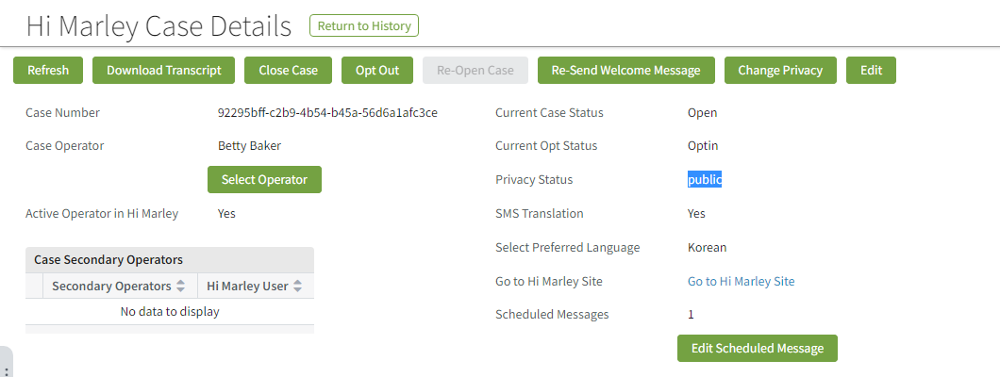 Hi Marley Case Details Return to History
Refresh Download Transcript Close Case Opt Out Re-Open Case Re-Send Welcome Message Change Privacy Edit
Case Number 92295bff-c2b9-4b54-b45a-56d6a1afc3ce
Case Operator Betty Baker
Select Operator
Active Operator in Hi Marley Yes
Case Secondary Operators
Secondary Operators Hi Marley User
No data to display
Current Case Status Open
Current Opt Status Optin
Privacy Status public
SMS Translation Yes
Select Preferred Language Korean
Go to Hi Marley Site Go to Hi Marley Site
Scheduled Messages 1
Edit Scheduled Message